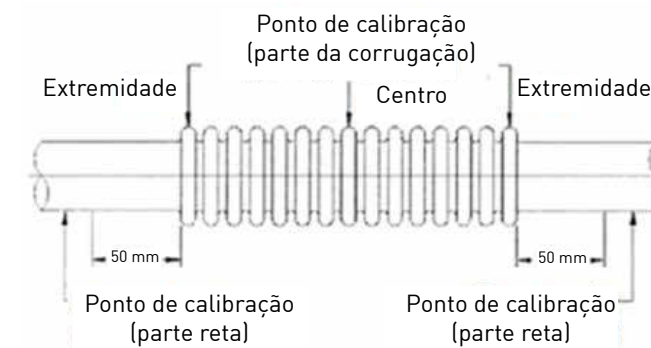 Ponto de calibração
(parte da corrugação)
Extremidade
Centro
Extremidade
50 mm
50 mm
Ponto de calibração
(parte reta)
Ponto de calibração
(parte reta)